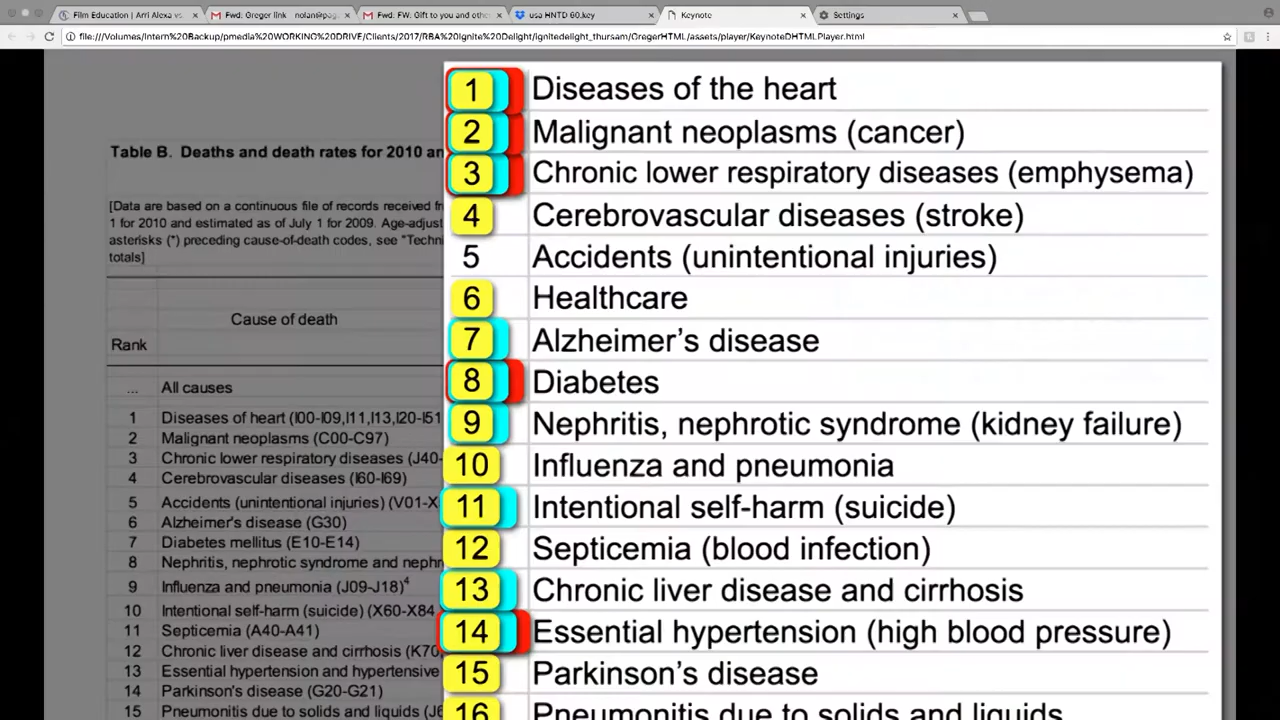 Film Education | Arri Alexa vs
Fwd: Greger link - nolan@pag
Fwd: FW: Gift to you and othe
usa HNTD 60.key
Keynote
Settings
file:///Volumes/Intern%20Backup/pmedia%20WORKING%20DRIVE/Clients/2017/RBA%20Ignite%20Delight/ignitedelight_thursam/GregerHTML/assets/player/KeynoteDHTMLPlayer.html
Table B. Deaths and death rates for 2010 an
[Data are based on a continuous file of records received fr
1 for 2010 and estimated as of July 1 for 2009. Age-adjust
asterisks (*) preceding cause-of-death codes, see "Techni
totals]
Cause of death
Rank
... All causes
1 Diseases of heart (I00-I09,I11,I13,I20-I51
2 Malignant neoplasms (C00-C97)
3 Chronic lower respiratory diseases (J40-
4 Cerebrovascular diseases (I60-I69)
5 Accidents (unintentional injuries) (V01-X
6 Alzheimer's disease (G30)
7 Diabetes mellitus (E10-E14)
8 Nephritis, nephrotic syndrome and nephr
9 Influenza and pneumonia (J09-J18)4
10 Intentional self-harm (suicide) (X60-X84
11 Septicemia (A40-A41)
12 Chronic liver disease and cirrhosis (K70
13 Essential hypertension and hypertensive
14 Parkinson's disease (G20-G21)
15 Pneumonitis due to solids and liquids (J6
1 Diseases of the heart
2 Malignant neoplasms (cancer)
3 Chronic lower respiratory diseases (emphysema)
4 Cerebrovascular diseases (stroke)
5 Accidents (unintentional injuries)
6 Healthcare
7 Alzheimer’s disease
8 Diabetes
9 Nephritis, nephrotic syndrome (kidney failure)
10 Influenza and pneumonia
11 Intentional self-harm (suicide)
12 Septicemia (blood infection)
13 Chronic liver disease and cirrhosis
14 Essential hypertension (high blood pressure)
15 Parkinson’s disease
16 Pneumonitis due to solids and liquids